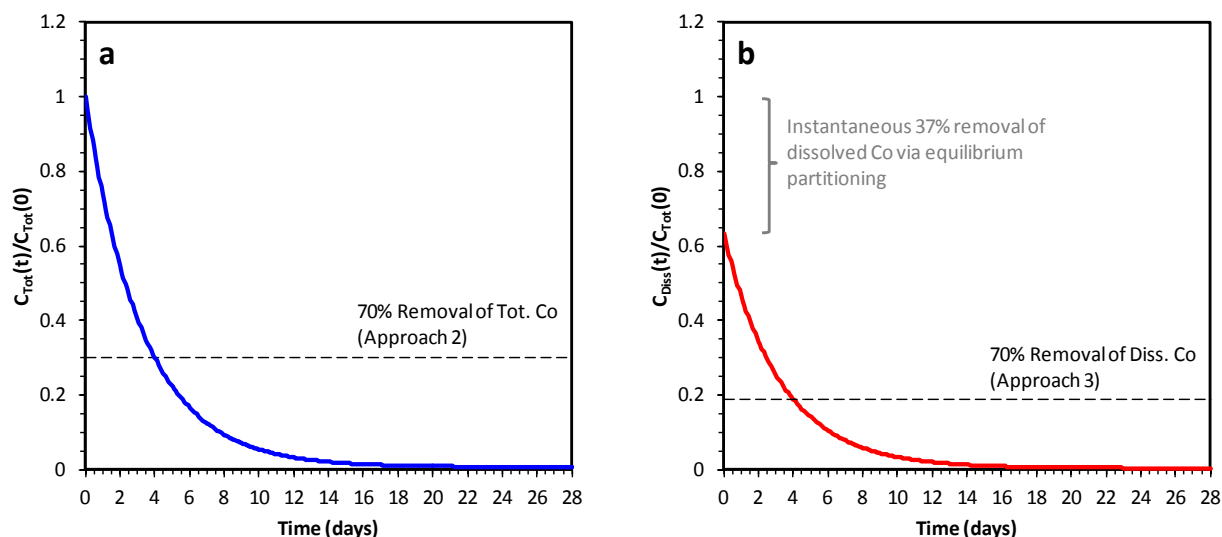 a
1.2
1
0.8
0.6
0.4
0.2
0
C_Tot(t)/C_Tot(0)
70% Removal of Tot. Co
(Approach 2)
0 2 4 6 8 10 12 14 16 18 20 22 24 26 28
Time (days)
b
1.2
1
0.8
0.6
0.4
0.2
0
C_Diss(t)/C_Tot(0)
Instantaneous 37% removal of
dissolved Co via equilibrium
partitioning
70% Removal of Diss. Co
(Approach 3)
0 2 4 6 8 10 12 14 16 18 20 22 24 26 28
Time (days)